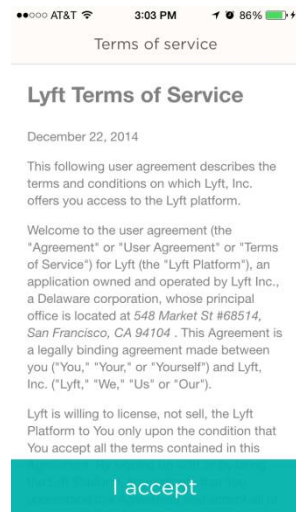 AT&T 3:03 PM 86%
Terms of service
Lyft Terms of Service
December 22, 2014
This following user agreement describes the
terms and conditions on which Lyft, Inc.
offers you access to the Lyft platform.
Welcome to the user agreement (the
"Agreement" or "User Agreement" or "Terms
of Service") for Lyft (the "Lyft Platform"), an
application owned and operated by Lyft Inc.,
a Delaware corporation, whose principal
office is located at 548 Market St #68514,
San Francisco, CA 94104 . This Agreement is
a legally binding agreement made between
you ("You," "Your," or "Yourself") and Lyft,
Inc. ("Lyft," "We," "Us" or "Our").
Lyft is willing to license, not sell, the Lyft
Platform to You only upon the condition that
You accept all the terms contained in this
I accept